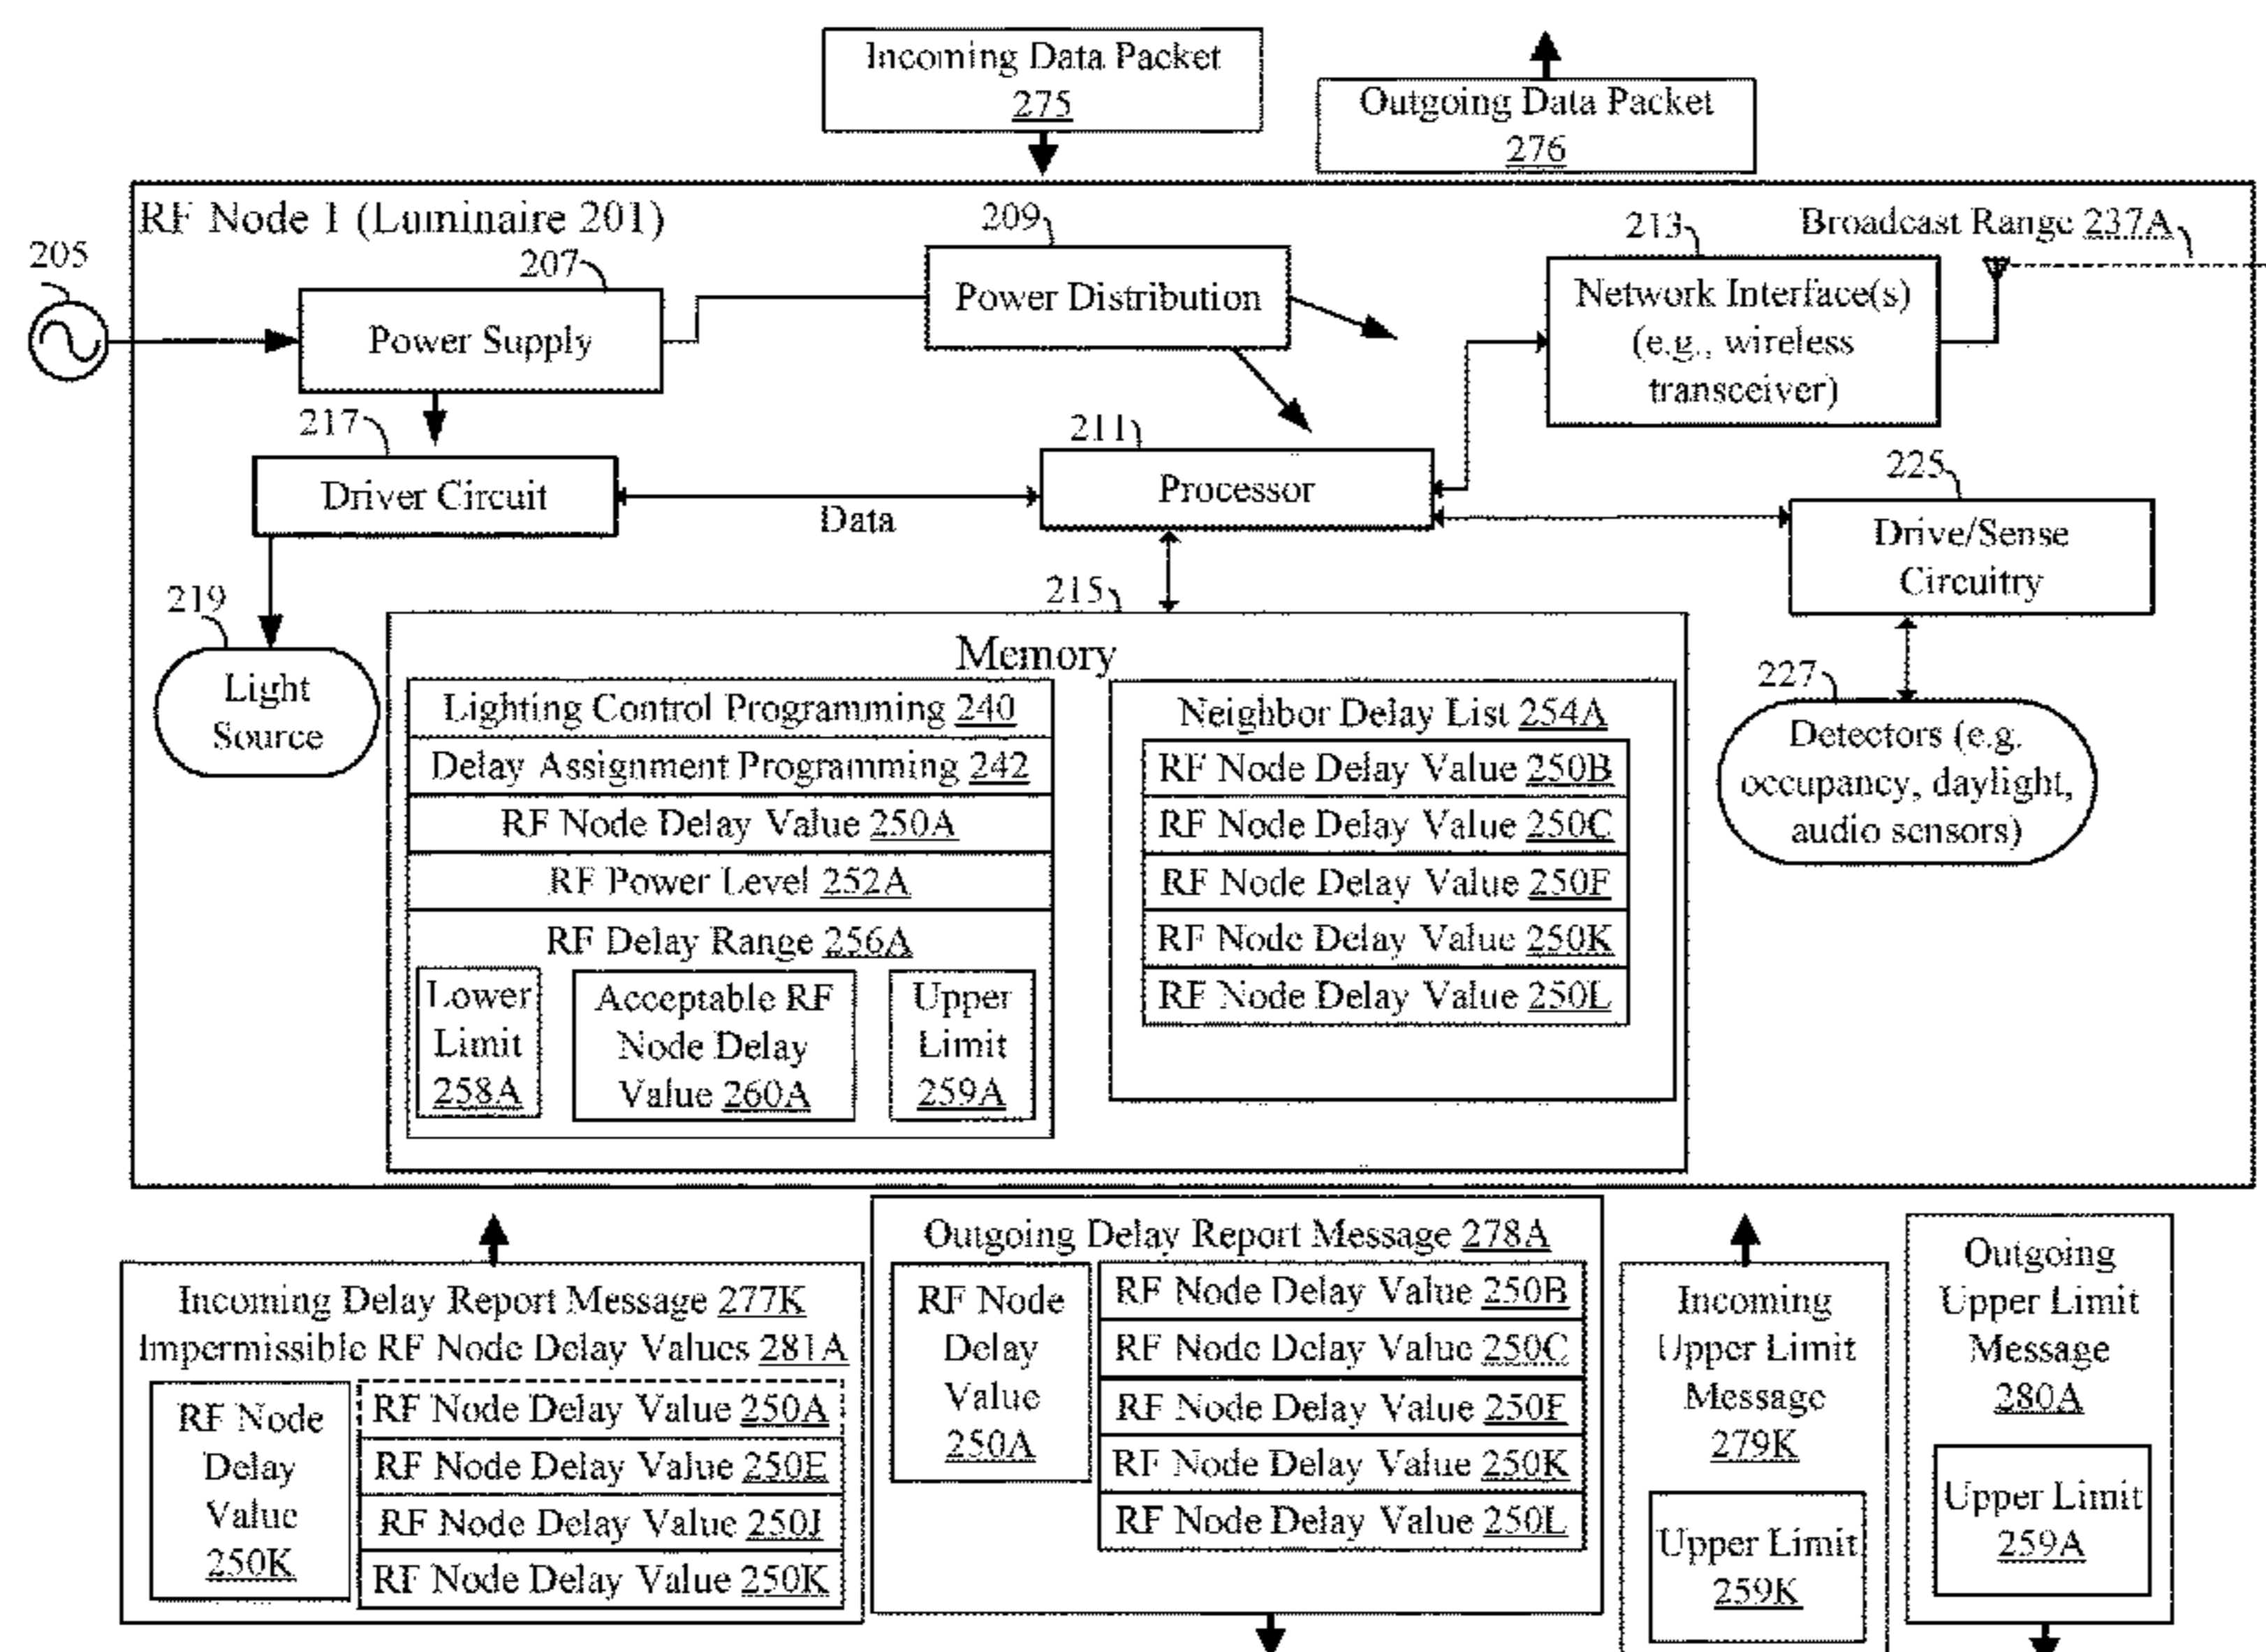 Incoming Data Packet
275
Outgoing Data Packet
276
RF Node 1 (Luminaire 201)
205
207
209
213
Broadcast Range 237A
Power Supply
Power Distribution
Network Interface(s)
(e.g., wireless
transceiver)
217
211
225
Driver Circuit
Data
Processor
Drive/Sense
Circuitry
219
215
227
Light
Source
Memory
Lighting Control Programming 240
Delay Assignment Programming 242
RF Node Delay Value 250A
RF Power Level 252A
RF Delay Range 256A
Lower
Limit
258A
Acceptable RF
Node Delay
Value 260A
Upper
Limit
259A
Neighbor Delay List 254A
RF Node Delay Value 250B
RF Node Delay Value 250C
RF Node Delay Value 250F
RF Node Delay Value 250K
RF Node Delay Value 250L
Detectors (e.g.
occupancy, daylight,
audio sensors)
Incoming Delay Report Message 277K
Impermissible RF Node Delay Values 281A
RF Node
Delay
Value
250K
RF Node Delay Value 250A
RF Node Delay Value 250E
RF Node Delay Value 250J
RF Node Delay Value 250K
Outgoing Delay Report Message 278A
RF Node
Delay
Value
250A
RF Node Delay Value 250B
RF Node Delay Value 250C
RF Node Delay Value 250F
RF Node Delay Value 250K
RF Node Delay Value 250L
Incoming
Upper Limit
Message
279K
Upper Limit
259K
Outgoing
Upper Limit
Message
280A
Upper Limit
259A